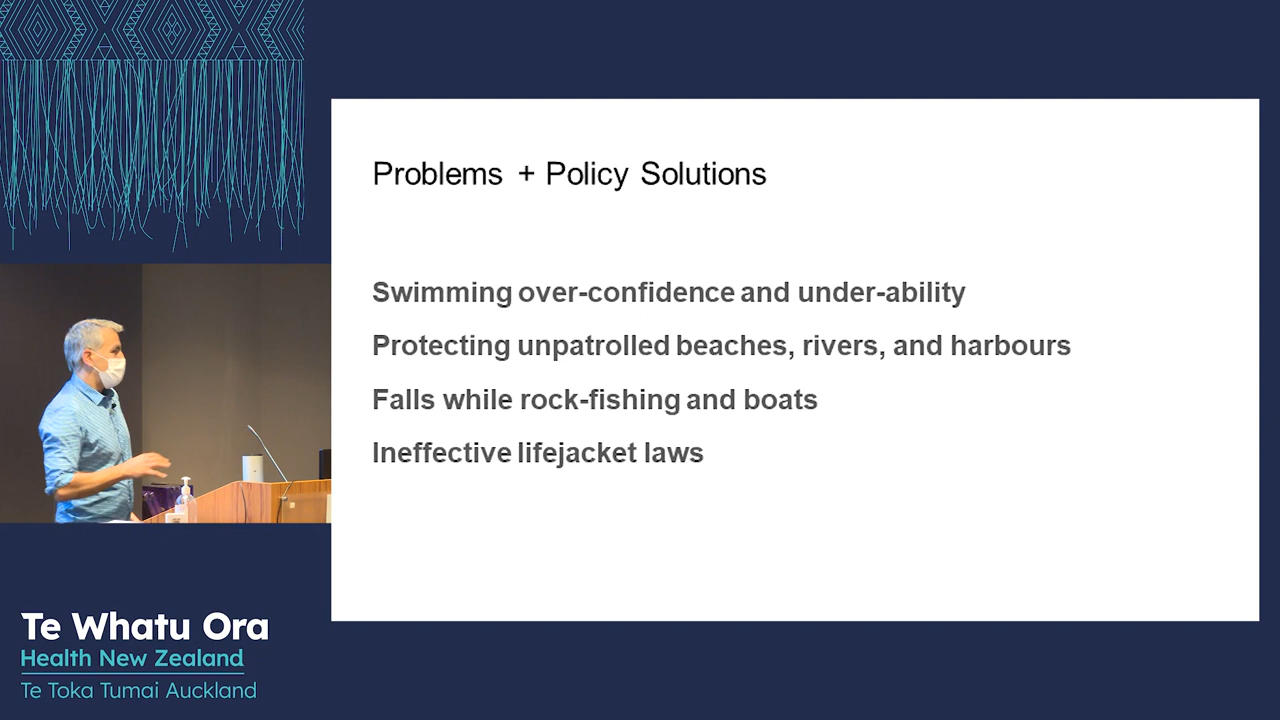 Problems + Policy Solutions
Swimming over-confidence and under-ability
Protecting unpatrolled beaches, rivers, and harbours
Falls while rock-fishing and boats
Ineffective lifejacket laws
Te Whatu Ora
Health New Zealand
Te Toka Tumai Auckland